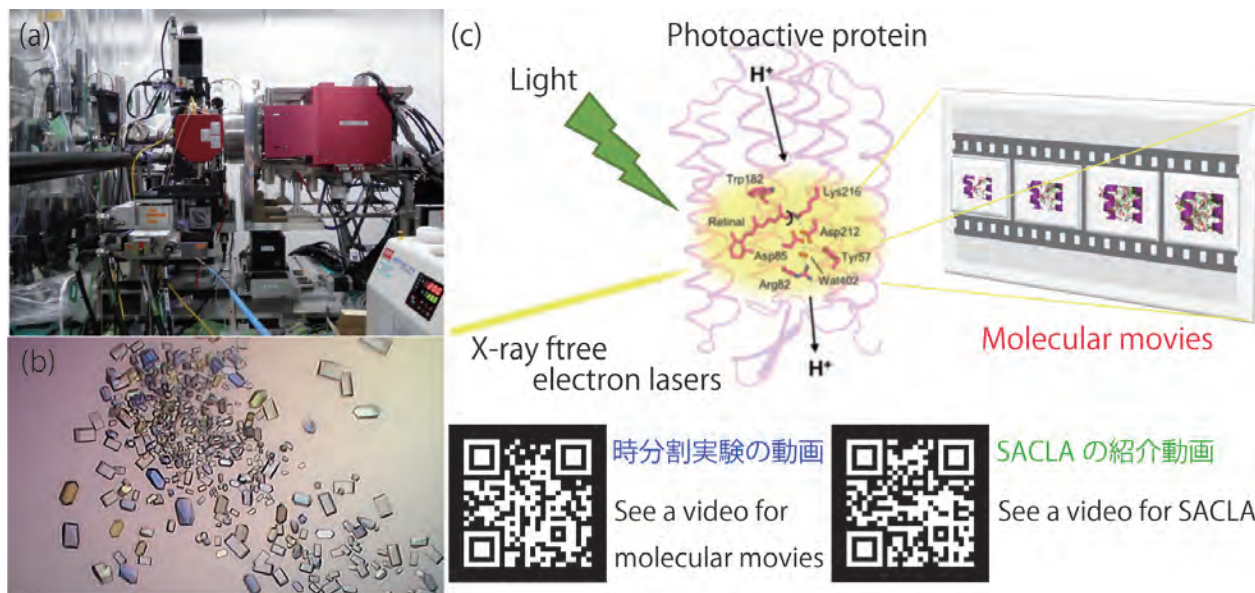 (a)
(b)
(c)
Photoactive protein
Light
H⁺
Trp182
Lys216
Retinal
Asp212
Asp85
Tyr57
Arg82
Wat402
H⁺
X-ray ftree
electron lasers
Molecular movies
時分割実験の動画
See a video for
molecular movies
SACLA の紹介動画
See a video for SACLA